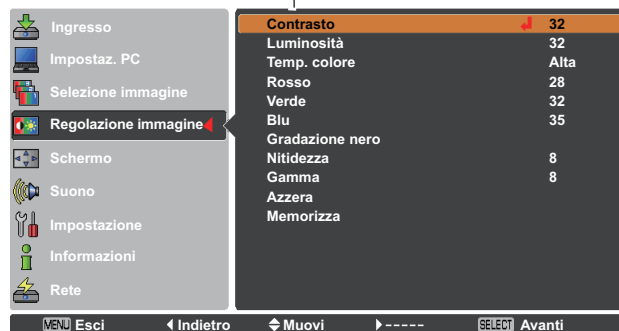 Ingresso
Impostaz. PC
Selezione immagine
Regolazione immagine
Schermo
Suono
Impostazione
Informazioni
Rete
Contrasto 32
Luminosità 32
Temp. colore Alta
Rosso 28
Verde 32
Blu 35
Gradazione nero
Nitidezza 8
Gamma 8
Azzera
Memorizza
MENU Esci Indietro Muovi ----- SELECT Avanti